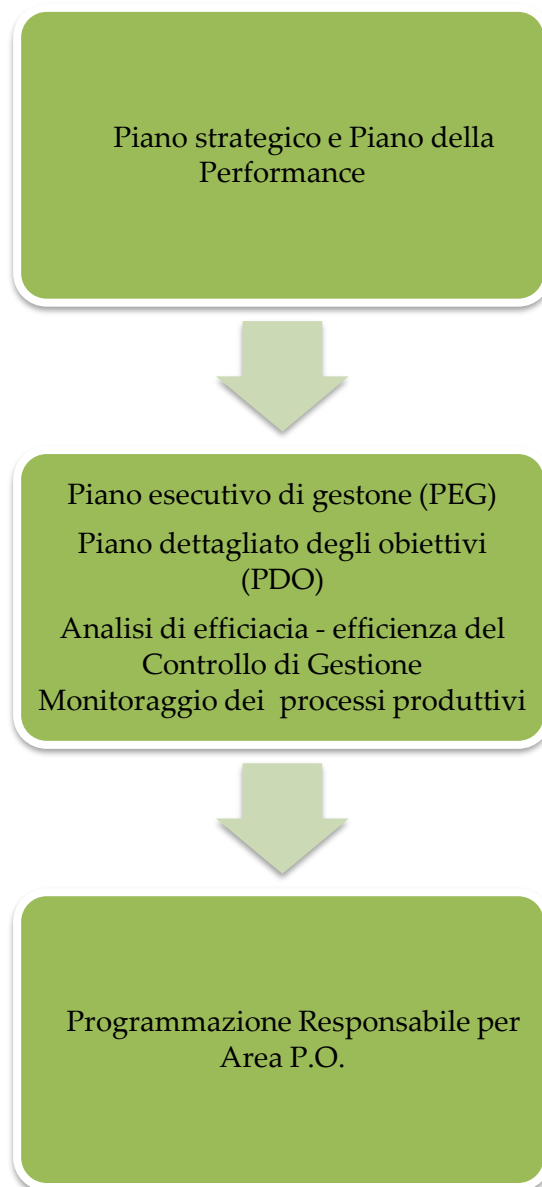 Piano strategico e Piano della
Performance
Piano esecutivo di gestone (PEG)
Piano dettagliato degli obiettivi
(PDO)
Analisi di efficiacia - efficienza del
Controllo di Gestione
Monitoraggio dei processi produttivi
Programmazione Responsabile per
Area P.O.